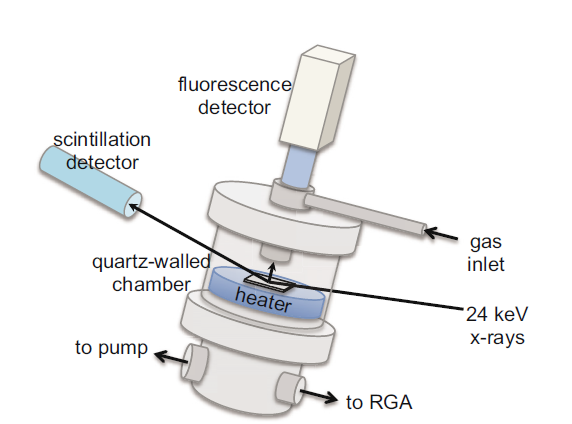 fluorescence
detector
scintillation
detector
gas
inlet
quartz-walled
chamber
heater
24 keV
x-rays
to pump
to RGA